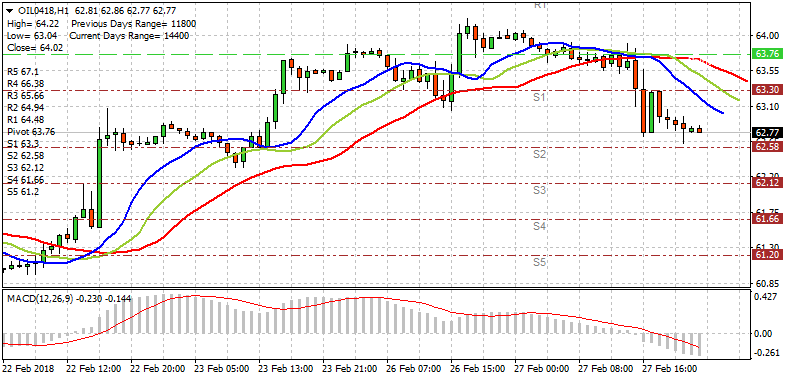 OIL0418,H1 62.81 62.86 62.77 62.77
High= 64.22 Previous Days Range= 11800
Low= 63.04 Current Days Range= 14400
Close= 64.02
R5 67.1
R4 66.38
R3 65.66
R2 64.94
R1 64.48
Pivot 63.76
S1 63,3
S2 62.58
S3 62,12
S4 61,66
S5 61.2
R1
S1
S2
S3
S4
S5
64.00
63.76
63.55
63.30
63.10
62.77
62.58
62.20
62.12
61.75
61.66
61.30
61.20
60.85
MACD(12,26,9) -0.230 -0.144
0.427
0.00
-0.261
22 Feb 2018
22 Feb 12:00
22 Feb 20:00
23 Feb 05:00
23 Feb 13:00
23 Feb 21:00
26 Feb 07:00
26 Feb 15:00
27 Feb 00:00
27 Feb 08:00
27 Feb 16:00